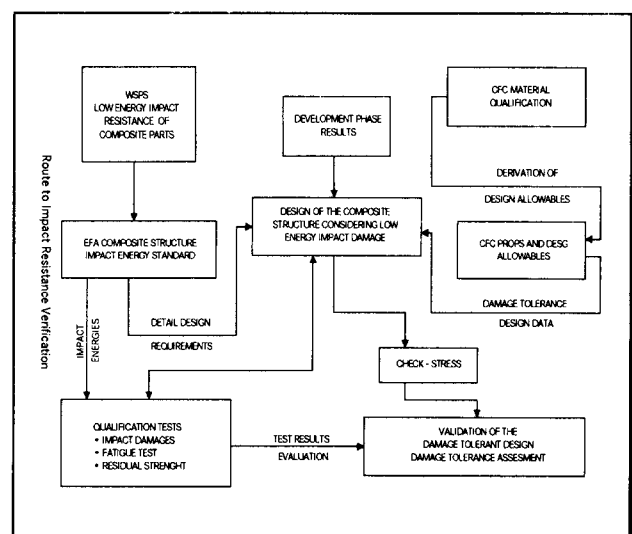 Route to Impact Resistance Verification
WSPS
LOW ENERGY IMPACT
RESISTANCE OF
COMPOSITE PARTS
DEVELOPMENT PHASE
RESULTS
CFC MATERIAL
QUALIFICATION
DERIVATION OF
DESIGN ALLOWABLES
EFA COMPOSITE STRUCTURE
IMPACT ENERGY STANDARD
DESIGN OF THE COMPOSITE
STRUCTURE CONSIDERING LOW
ENERGY IMPACT DAMAGE
CFC PROPS AND DESG
ALLOWABLES
IMPACT
ENERGIES
DETAIL DESIGN
REQUIREMENTS
DAMAGE TOLERANCE
DESIGN DATA
CHECK - STRESS
QUALIFICATION TESTS
• IMPACT DAMAGES
• FATIGUE TEST
• RESIDUAL STRENGHT
TEST RESULTS
EVALUATION
VALIDATION OF THE
DAMAGE TOLERANT DESIGN
DAMAGE TOLERANCE ASSESMENT